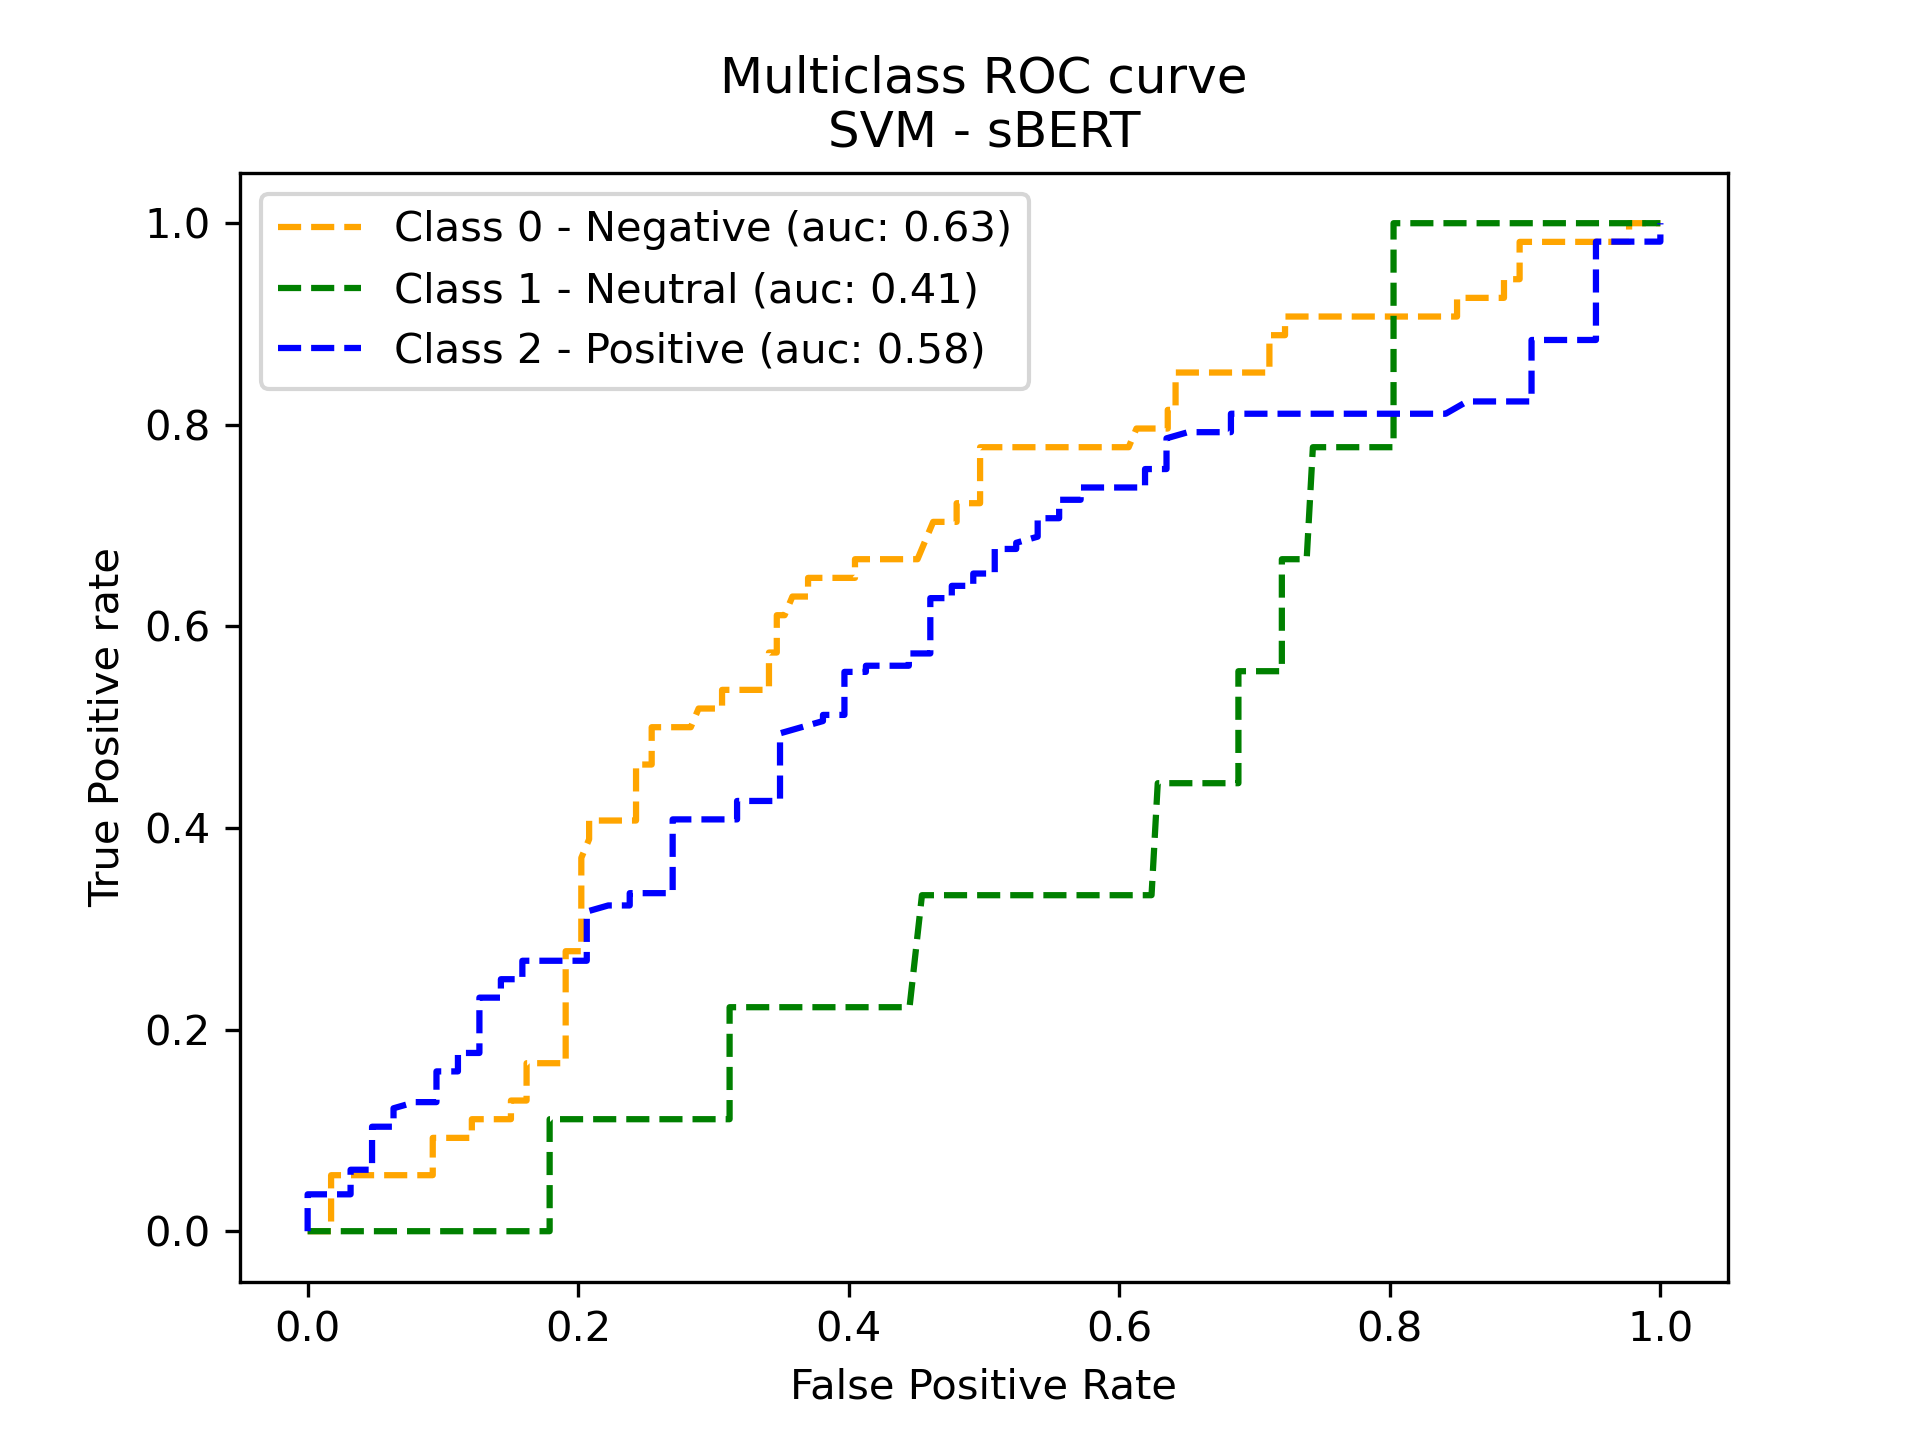 Multiclass ROC curve
SVM - sBERT
Class 0 - Negative (auc: 0.63)
Class 1 - Neutral (auc: 0.41)
Class 2 - Positive (auc: 0.58)
True Positive rate
1.0
0.8
0.6
0.4
0.2
0.0
0.0 0.2 0.4 0.6 0.8 1.0
False Positive Rate